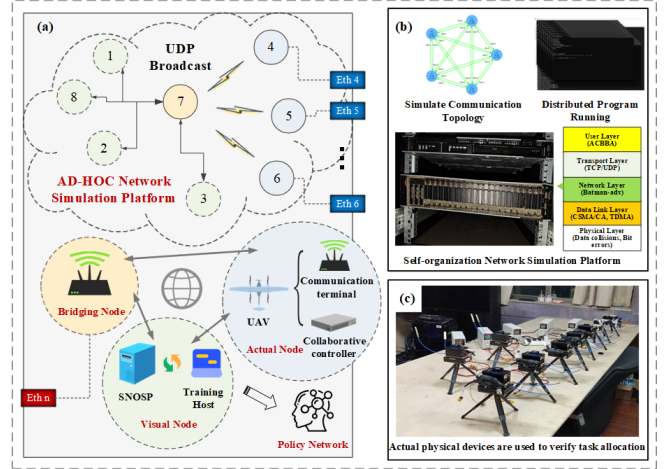 (a)
UDP
Broadcast
1
8
2
7
3
4
5
6
Eth 4
Eth 5
Eth 6
AD-HOC Network
Simulation Platform
Bridging Node
UAV
Communication
terminal
Collaborative
controller
Actual Node
Eth n
SNOSP
Training
Host
Visual Node
Policy Network
(b)
Simulate Communication
Topology
Distributed Program
Running
User Layer
(ACBBA)
Transport Layer
(TCP/UDP)
Network Layer
(Batman-adv)
Data Link Layer
(CSMA/CA, TDMA)
Physical Layer
(Data collisions, Bit
errors)
Self-organization Network Simulation Platform
(c)
Actual physical devices are used to verify task allocation